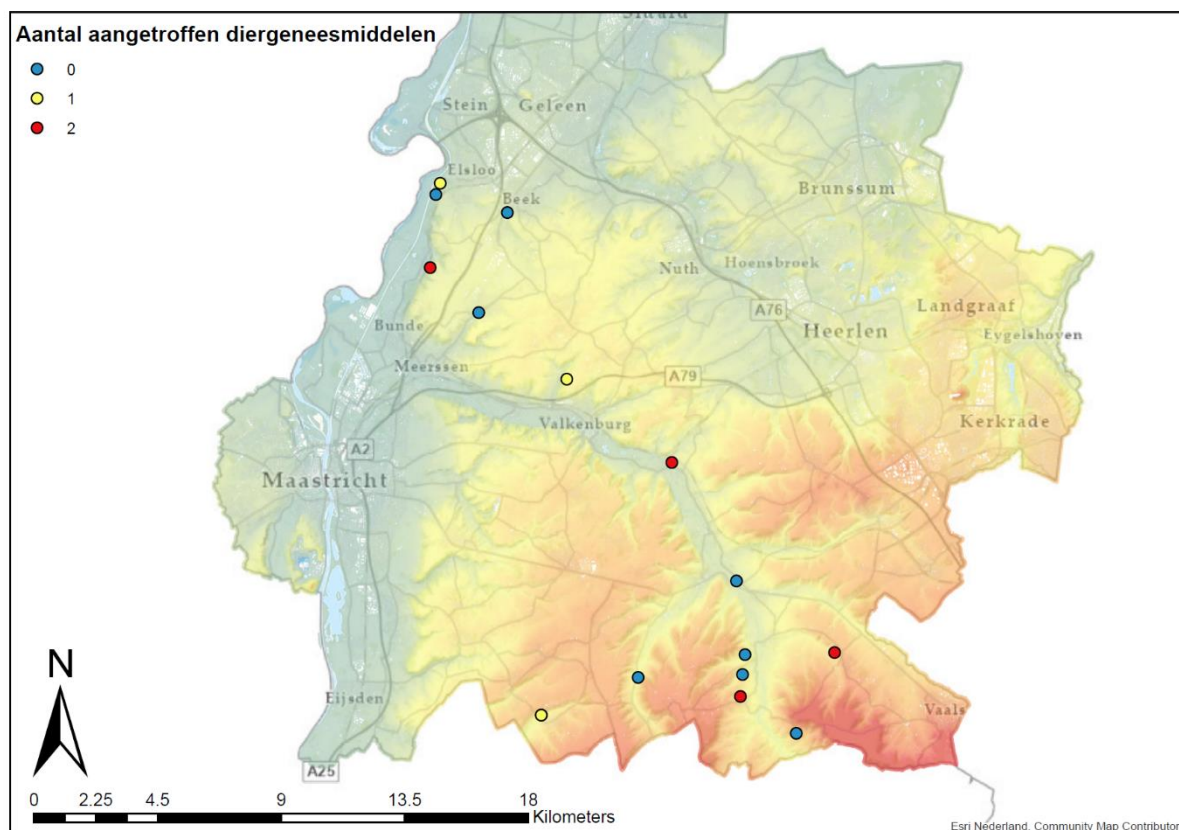 Sittard
Aantal aangetroffen diergeneesmiddelen
0
1
2
Stein
Geleen
Elsloo
Beek
Brunssum
Nuth
Hoensbroek
Landgraaf
A76
Bunde
Heerlen
Eygelshoven
Meerssen
A79
Valkenburg
Kerkrade
A2
Maastricht
Eijsden
Vaals
N
A25
0 2.25 4.5 9 13.5 18
Kilometers
Esri Nederland, Community Map Contributor